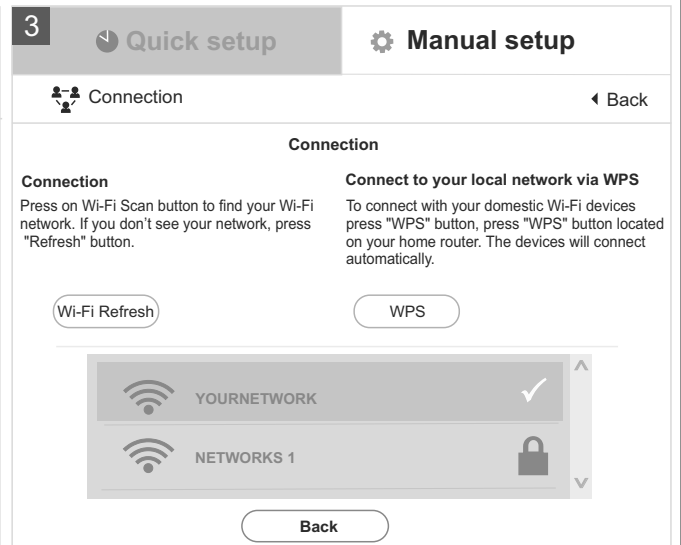 3
Quick setup
Manual setup
Connection
Back
Connection
Connection
Press on Wi-Fi Scan button to find your Wi-Fi
network. If you don’t see your network, press
"Refresh" button.
Wi-Fi Refresh
Connect to your local network via WPS
To connect with your domestic Wi-Fi devices
press "WPS" button, press "WPS" button located
on your home router. The devices will connect
automatically.
WPS
YOURNETWORK
NETWORKS 1
Back